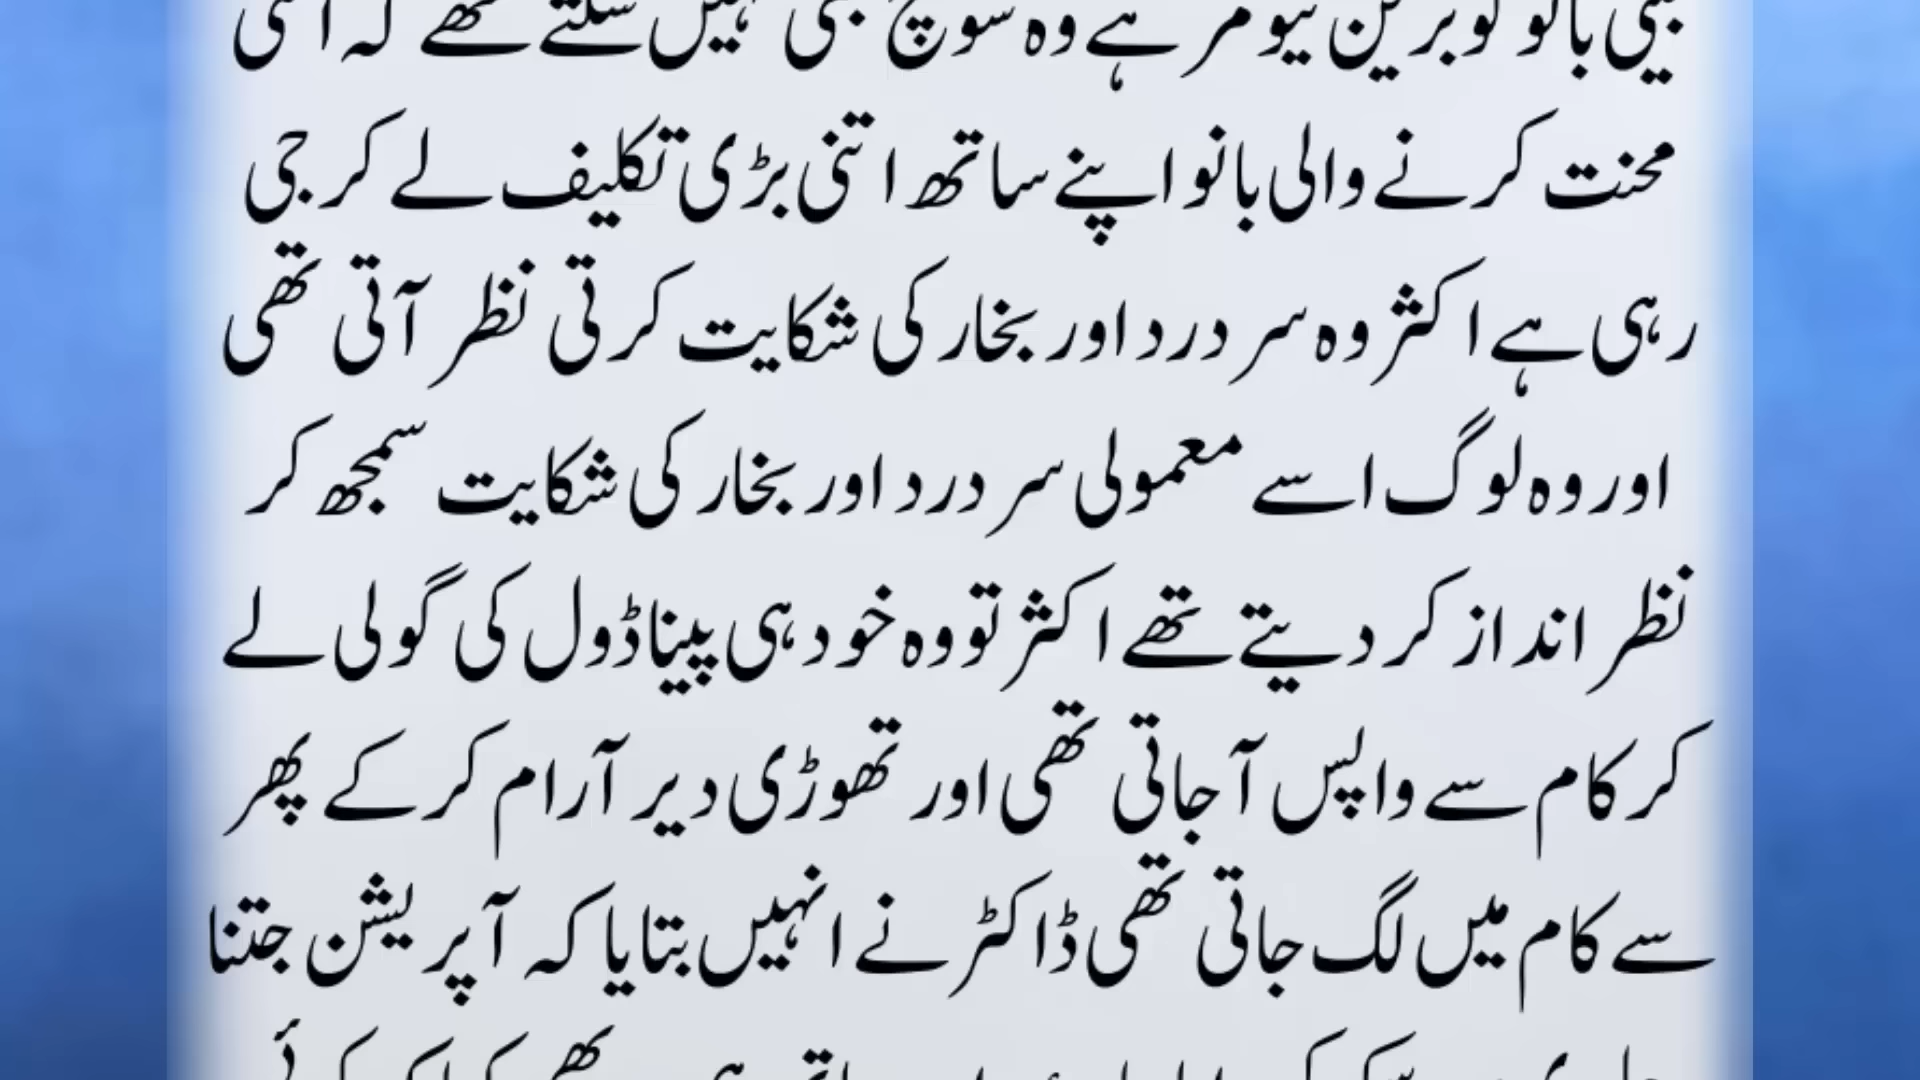 بانو کو برین ٹیومر ہے وہ سوچ بھی نہیں سکتے تھے کہ اتنی
محنت کرنے والی بانو اپنے ساتھ اتنی بڑی تکلیف لے کر جی
رہی ہے اکثر وہ سر درد اور بخار کی شکایت کرتی نظر آتی تھی
اور وہ لوگ اسے معمولی سر درد اور بخار کی شکایت سمجھ کر
نظر انداز کر دیتے تھے اکثر تو وہ خود ہی پیناڈول کی گولی لے
کر کام سے واپس آ جاتی تھی اور تھوڑی دیر آرام کر کے پھر
سے کام میں لگ جاتی تھی ڈاکٹر نے انہیں بتایا کہ آپریشن جتنا